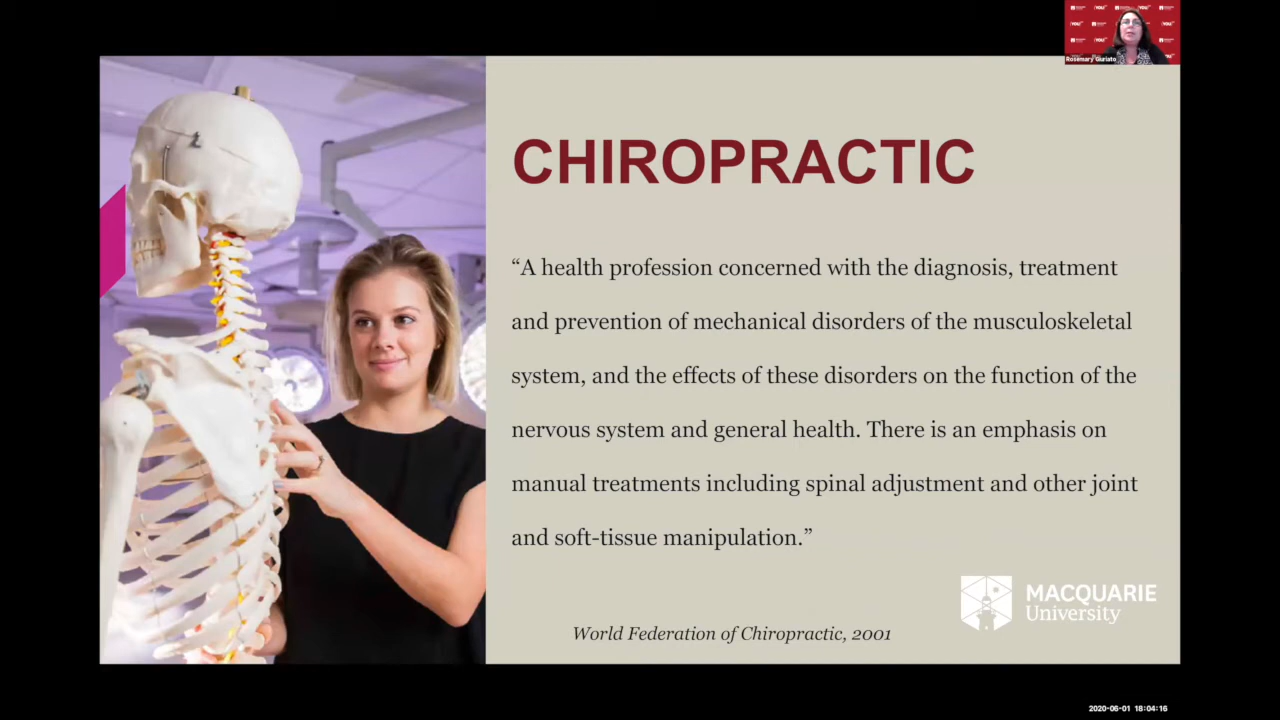 Rosemary Giuriato
CHIROPRACTIC
“A health profession concerned with the diagnosis, treatment
and prevention of mechanical disorders of the musculoskeletal
system, and the effects of these disorders on the function of the
nervous system and general health. There is an emphasis on
manual treatments including spinal adjustment and other joint
and soft-tissue manipulation.”
MACQUARIE
University
World Federation of Chiropractic, 2001
2020-06-01 18:04:16